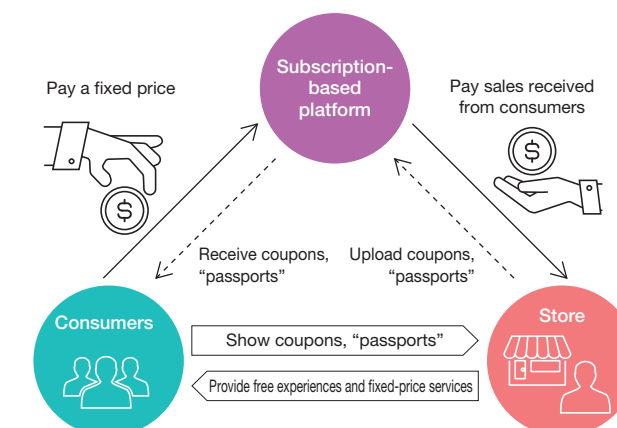 Subscription-
based
platform
Pay a fixed price
Pay sales received
from consumers
$
$
Receive coupons,
“passports”
Upload coupons,
“passports”
Consumers
Store
Show coupons, “passports”
Provide free experiences and fixed-price services